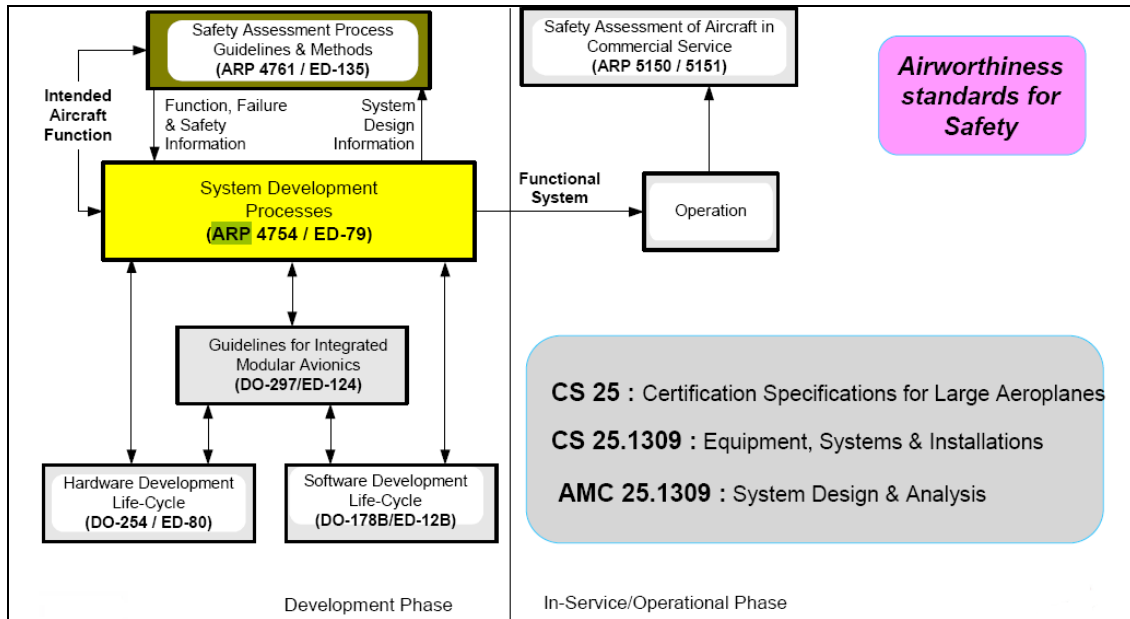 Safety Assessment Process
Guidelines & Methods
(ARP 4761 / ED-135)
Safety Assessment of Aircraft in
Commercial Service
(ARP 5150 / 5151)
Airworthiness
standards for
Safety
Intended
Aircraft
Function
Function, Failure
& Safety
Information
System
Design
Information
System Development
Processes
(ARP 4754 / ED-79)
Functional
System
Operation
Guidelines for Integrated
Modular Avionics
(DO-297/ED-124)
CS 25 : Certification Specifications for Large Aeroplanes
CS 25.1309 : Equipment, Systems & Installations
AMC 25.1309 : System Design & Analysis
Hardware Development
Life-Cycle
(DO-254 / ED-80)
Software Development
Life-Cycle
(DO-178B/ED-12B)
Development Phase
In-Service/Operational Phase